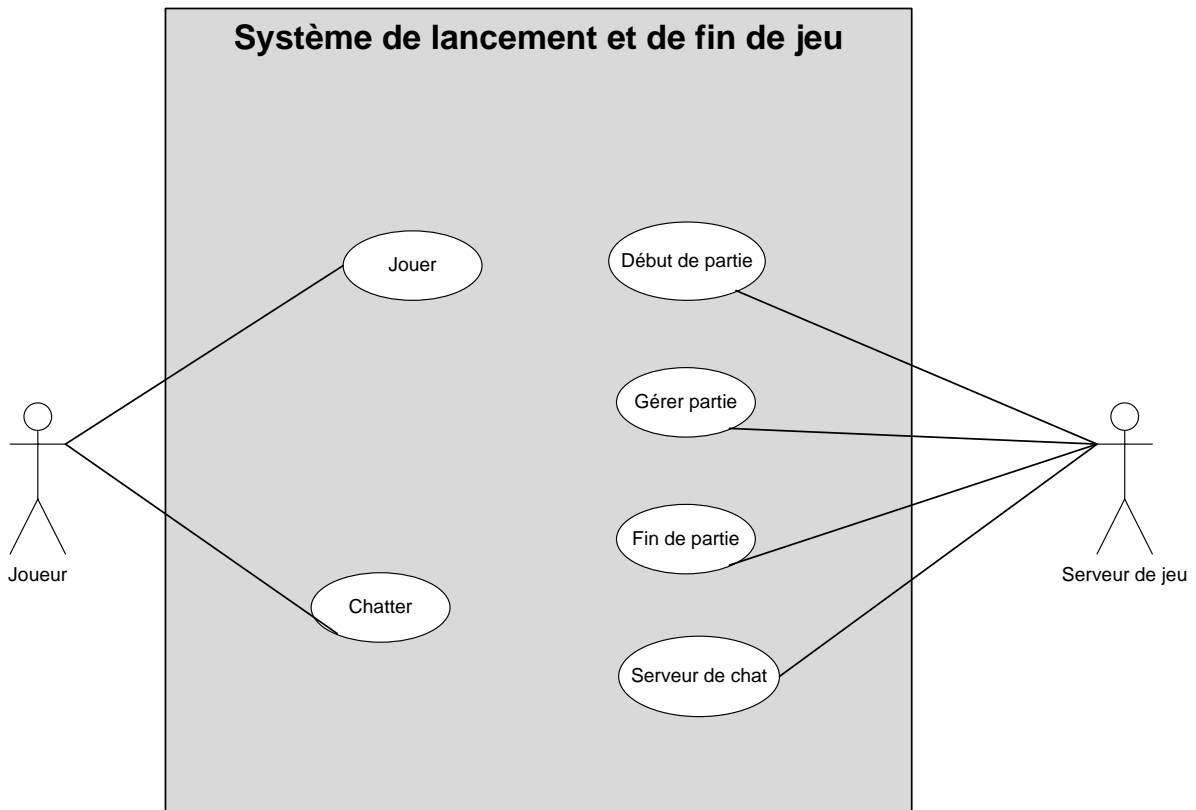 Système de lancement et de fin de jeu
Jouer
Début de partie
Gérer partie
Fin de partie
Joueur
Serveur de jeu
Chatter
Serveur de chat